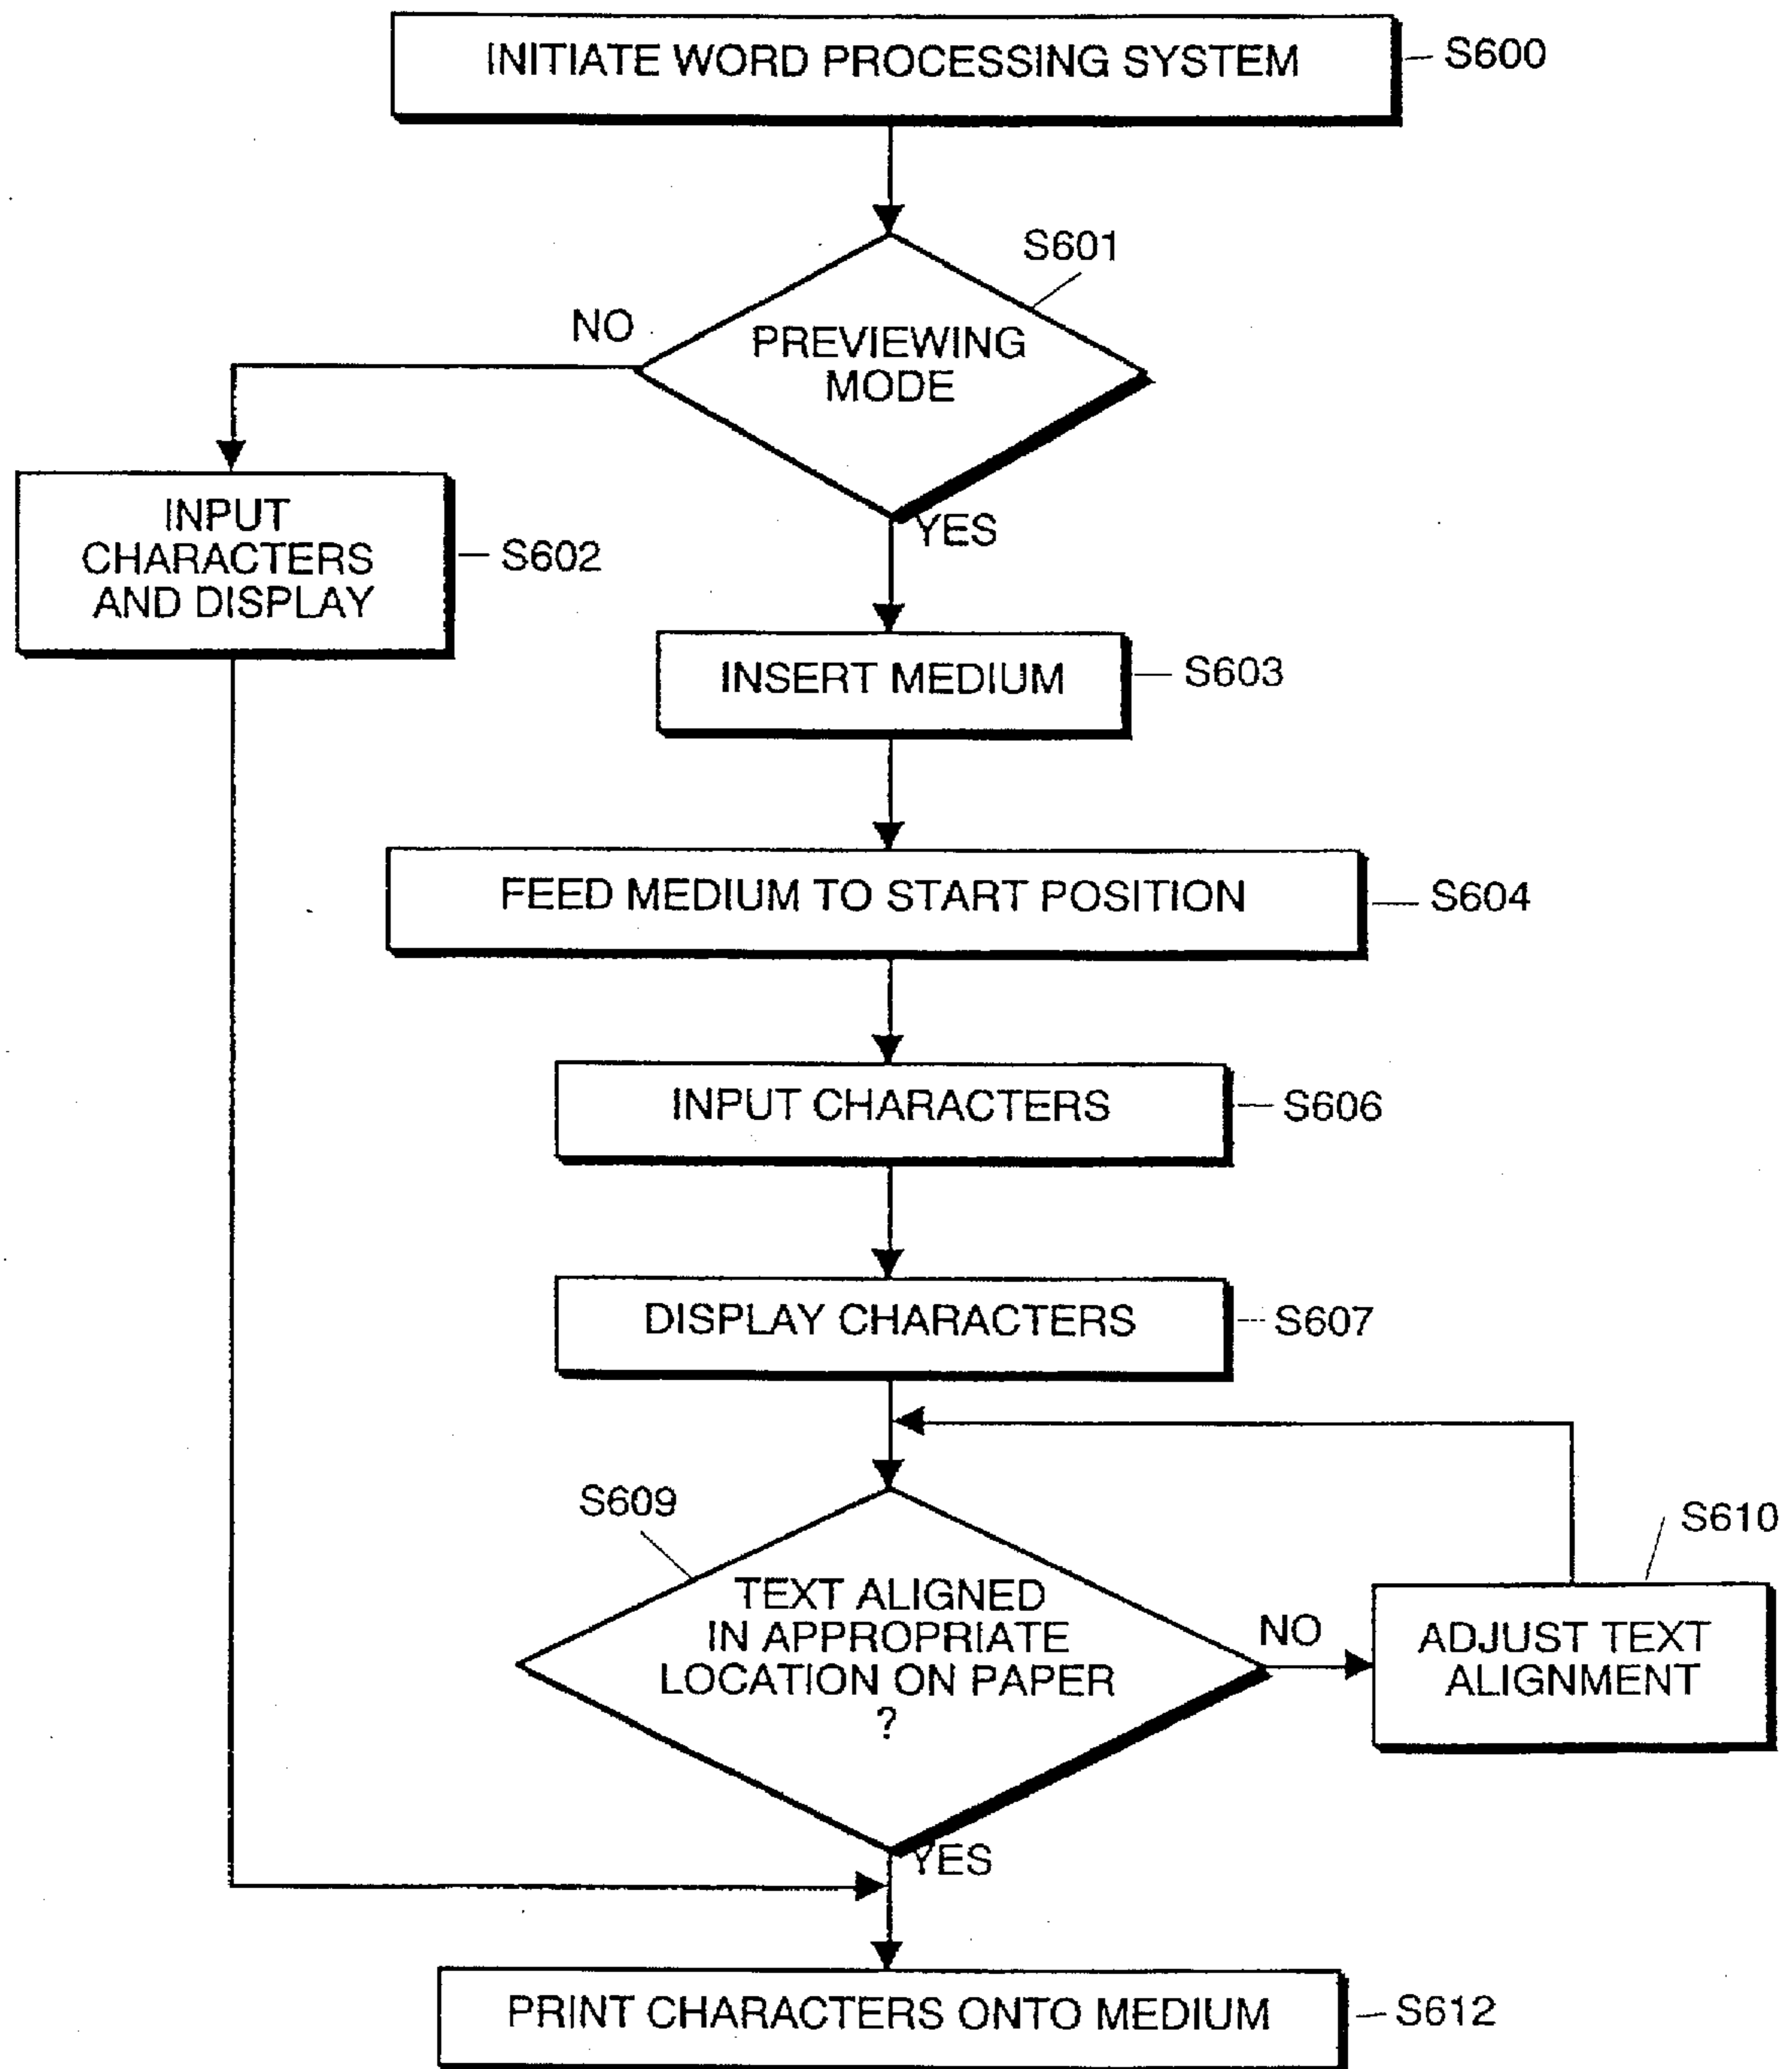 INITIATE WORD PROCESSING SYSTEM
S600
S601
NO
PREVIEWING
MODE
YES
INPUT
CHARACTERS
AND DISPLAY
S602
INSERT MEDIUM
S603
FEED MEDIUM TO START POSITION
S604
INPUT CHARACTERS
S606
DISPLAY CHARACTERS
S607
S609
TEXT ALIGNED
IN APPROPRIATE
LOCATION ON PAPER
?
NO
S610
ADJUST TEXT
ALIGNMENT
YES
PRINT CHARACTERS ONTO MEDIUM
S612